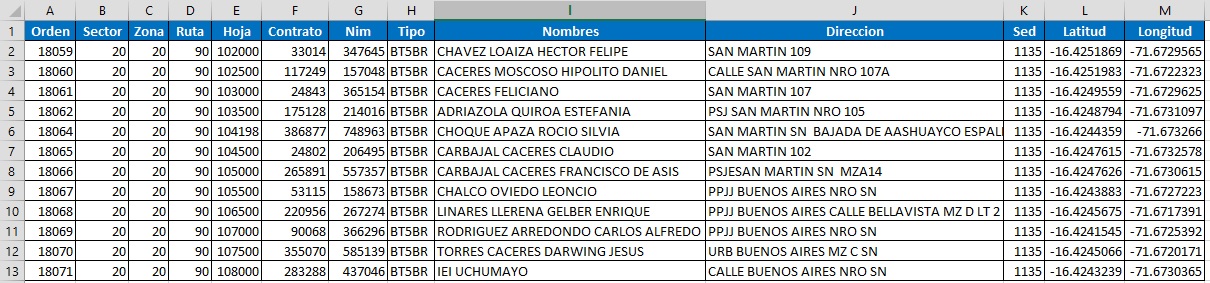 A B C D E F G H I J K L M
1 Orden Sector Zona Ruta Hoja Contrato Nim Tipo Nombres Direccion Sed Latitud Longitud
2 18059 20 20 90 102000 33014 347645 BT5BR CHAVEZ LOAIZA HECTOR FELIPE SAN MARTIN 109 1135 -16.4251869 -71.6729565
3 18060 20 20 90 102500 117249 157048 BT5BR CACERES MOSCOSO HIPOLITO DANIEL CALLE SAN MARTIN NRO 107A 1135 -16.4251983 -71.6722323
4 18061 20 20 90 103000 24843 365154 BT5BR CACERES FELICIANO SAN MARTIN 107 1135 -16.4249559 -71.6729625
5 18062 20 20 90 103500 175128 214016 BT5BR ADRIAZOLA QUIROA ESTEFANIA PSJ SAN MARTIN NRO 105 1135 -16.4248794 -71.6731097
6 18064 20 20 90 104198 386877 748963 BT5BR CHOQUE APAZA ROCIO SILVIA SAN MARTIN SN  BAJADA DE AASHUAYCO ESPAL 1135 -16.4244359 -71.673266
7 18065 20 20 90 104500 24802 206495 BT5BR CARBAJAL CACERES CLAUDIO SAN MARTIN 102 1135 -16.4247615 -71.6732578
8 18066 20 20 90 105000 265891 557357 BT5BR CARBAJAL CACERES FRANCISCO DE ASIS PSJESAN MARTIN SN  MZA14 1135 -16.4247626 -71.6730615
9 18067 20 20 90 105500 53115 158673 BT5BR CHALCO OVIEDO LEONCIO PPJJ BUENOS AIRES NRO SN 1135 -16.4243883 -71.6727223
10 18068 20 20 90 106500 220956 267274 BT5BR LINARES LLERENA GELBER ENRIQUE PPJJ BUENOS AIRES CALLE BELLAVISTA MZ D LT 2 1135 -16.4245675 -71.6717391
11 18069 20 20 90 107000 90068 366296 BT5BR RODRIGUEZ ARREDONDO CARLOS ALFREDO PPJJ BUENOS AIRES NRO SN 1135 -16.4241545 -71.6725392
12 18070 20 20 90 107500 355070 585139 BT5BR TORRES CACERES DARWING JESUS URB BUENOS AIRES MZ C SN 1135 -16.4245066 -71.6720171
13 18071 20 20 90 108000 283288 437046 BT5BR IEI UCHUMAYO CALLE BUENOS AIRES NRO SN 1135 -16.4243239 -71.6730365